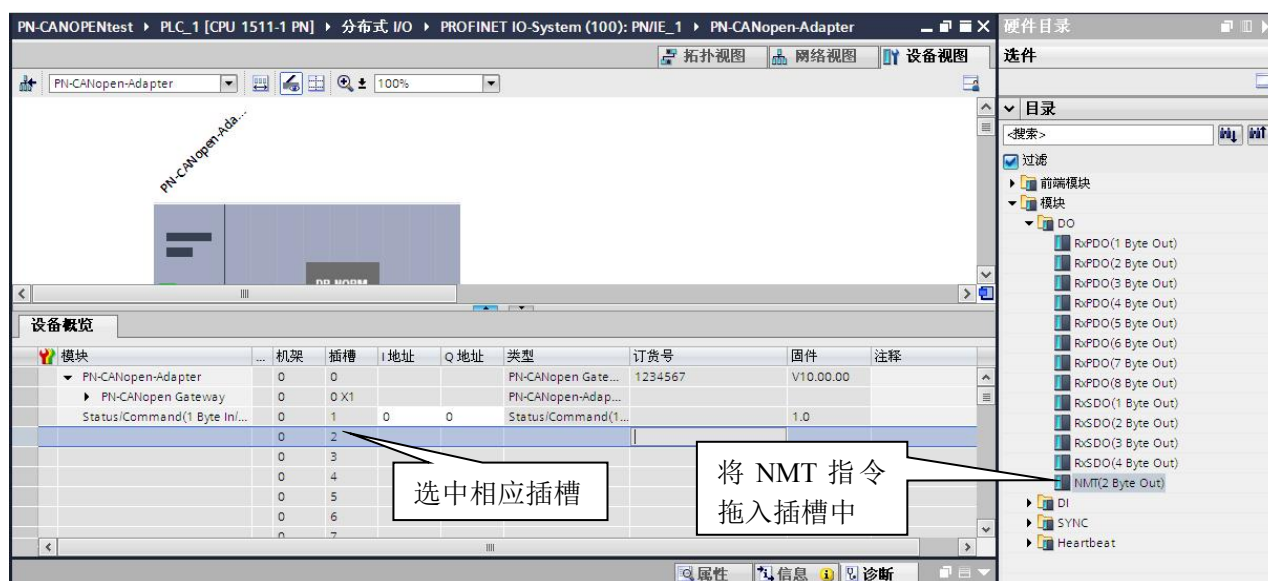 PN-CANOPENtest ▸ PLC_1 [CPU 1511-1 PN] ▸ 分布式 I/O ▸ PROFINET IO-System (100): PN/IE_1 ▸ PN-CANopen-Adapter
硬件目录
拓扑视图 网络视图 设备视图
选件
PN-CANopen-Adapter 100%
目录
<搜索>
过滤
PN-CANopen-Ada...
前端模块
模块
DO
RxPDO(1 Byte Out)
RxPDO(2 Byte Out)
RxPDO(3 Byte Out)
RxPDO(4 Byte Out)
RxPDO(5 Byte Out)
RxPDO(6 Byte Out)
RxPDO(7 Byte Out)
RxPDO(8 Byte Out)
RxSDO(1 Byte Out)
RxSDO(2 Byte Out)
RxSDO(3 Byte Out)
RxSDO(4 Byte Out)
NMT(2 Byte Out)
DI
SYNC
Heartbeat
DP-NORM
设备概览
模块 ... 机架 插槽 I 地址 Q 地址 类型 订货号 固件 注释
PN-CANopen-Adapter 0 0 PN-CANopen Gate... 1234567 V10.00.00
PN-CANopen Gateway 0 0 X1 PN-CANopen-Adap...
Status/Command(1 Byte In/... 0 1 0 0 Status/Command(1... 1.0
0 2
0 3
0 4
0 5
0 6
0 7
选中相应插槽
将 NMT 指令
拖入插槽中
属性 信息 诊断